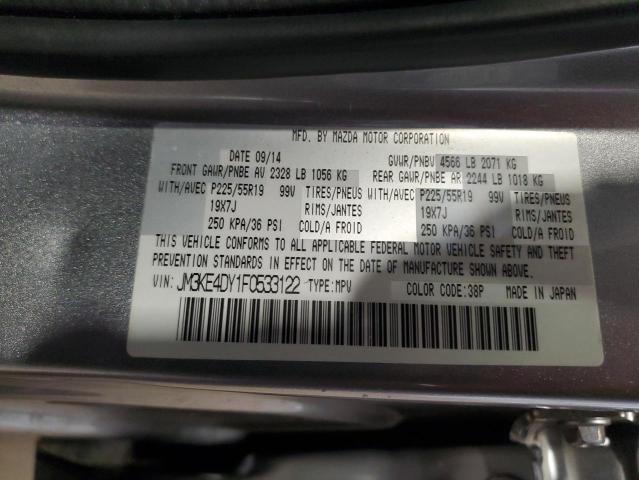 MFD. BY MAZDA MOTOR CORPORATION
DATE 09/14 GVWR/PNBV 4566 LB 2071 KG
FRONT GAWR/PNBE AV 2328 LB 1056 KG REAR GAWR/PNBE AR 2244 LB 1018 KG
WITH/AVEC P225/55R19 99V TIRES/PNEUS WITH/AVEC P225/55R19 99V TIRES/PNEUS
19X7J RIMS/JANTES 19X7J RIMS/JANTES
250 KPA/36 PSI COLD/A FROID 250 KPA/36 PSI COLD/A FROID
THIS VEHICLE CONFORMS TO ALL APPLICABLE FEDERAL MOTOR VEHICLE SAFETY AND THEFT
PREVENTION STANDARDS IN EFFECT ON THE DATE OF MANUFACTURE SHOWN ABOVE.
VIN: JM3KE4DY1F0533122 TYPE:MPV COLOR CODE:38P MADE IN JAPAN